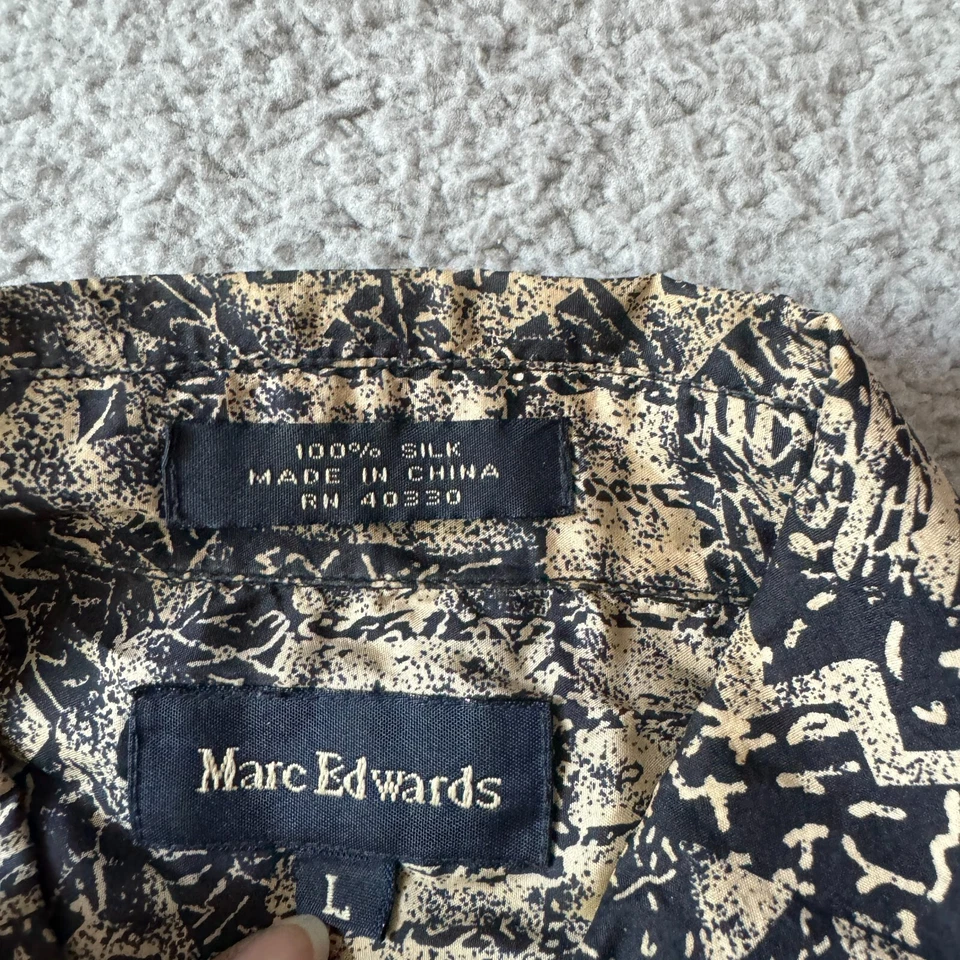 100% SILK
MADE IN CHINA
RN 40330
Marc Edwards
L